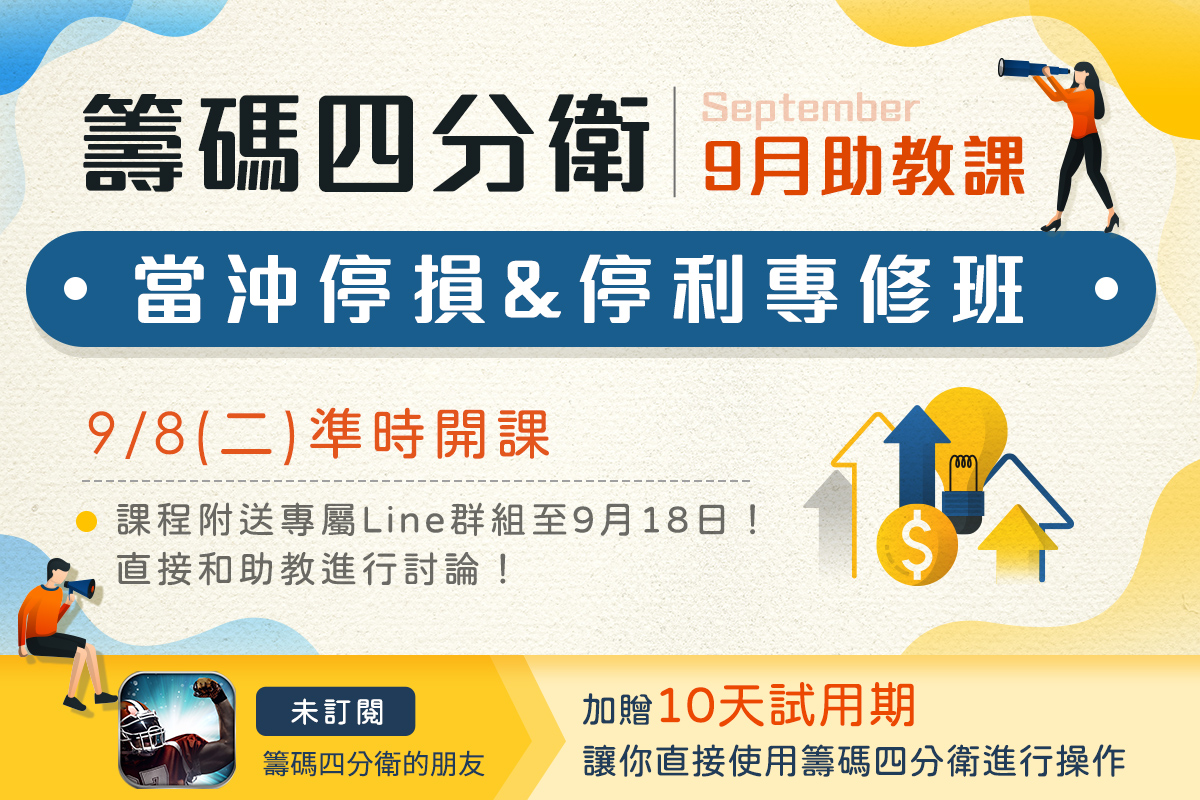 籌碼四分衛
September
9月助教課
當沖停損&停利專修班
9/8(二)準時開課
課程附送專屬Line群組至9月18日！
直接和助教進行討論！
$
未訂閱
籌碼四分衛的朋友
加贈10天試用期
讓你直接使用籌碼四分衛進行操作